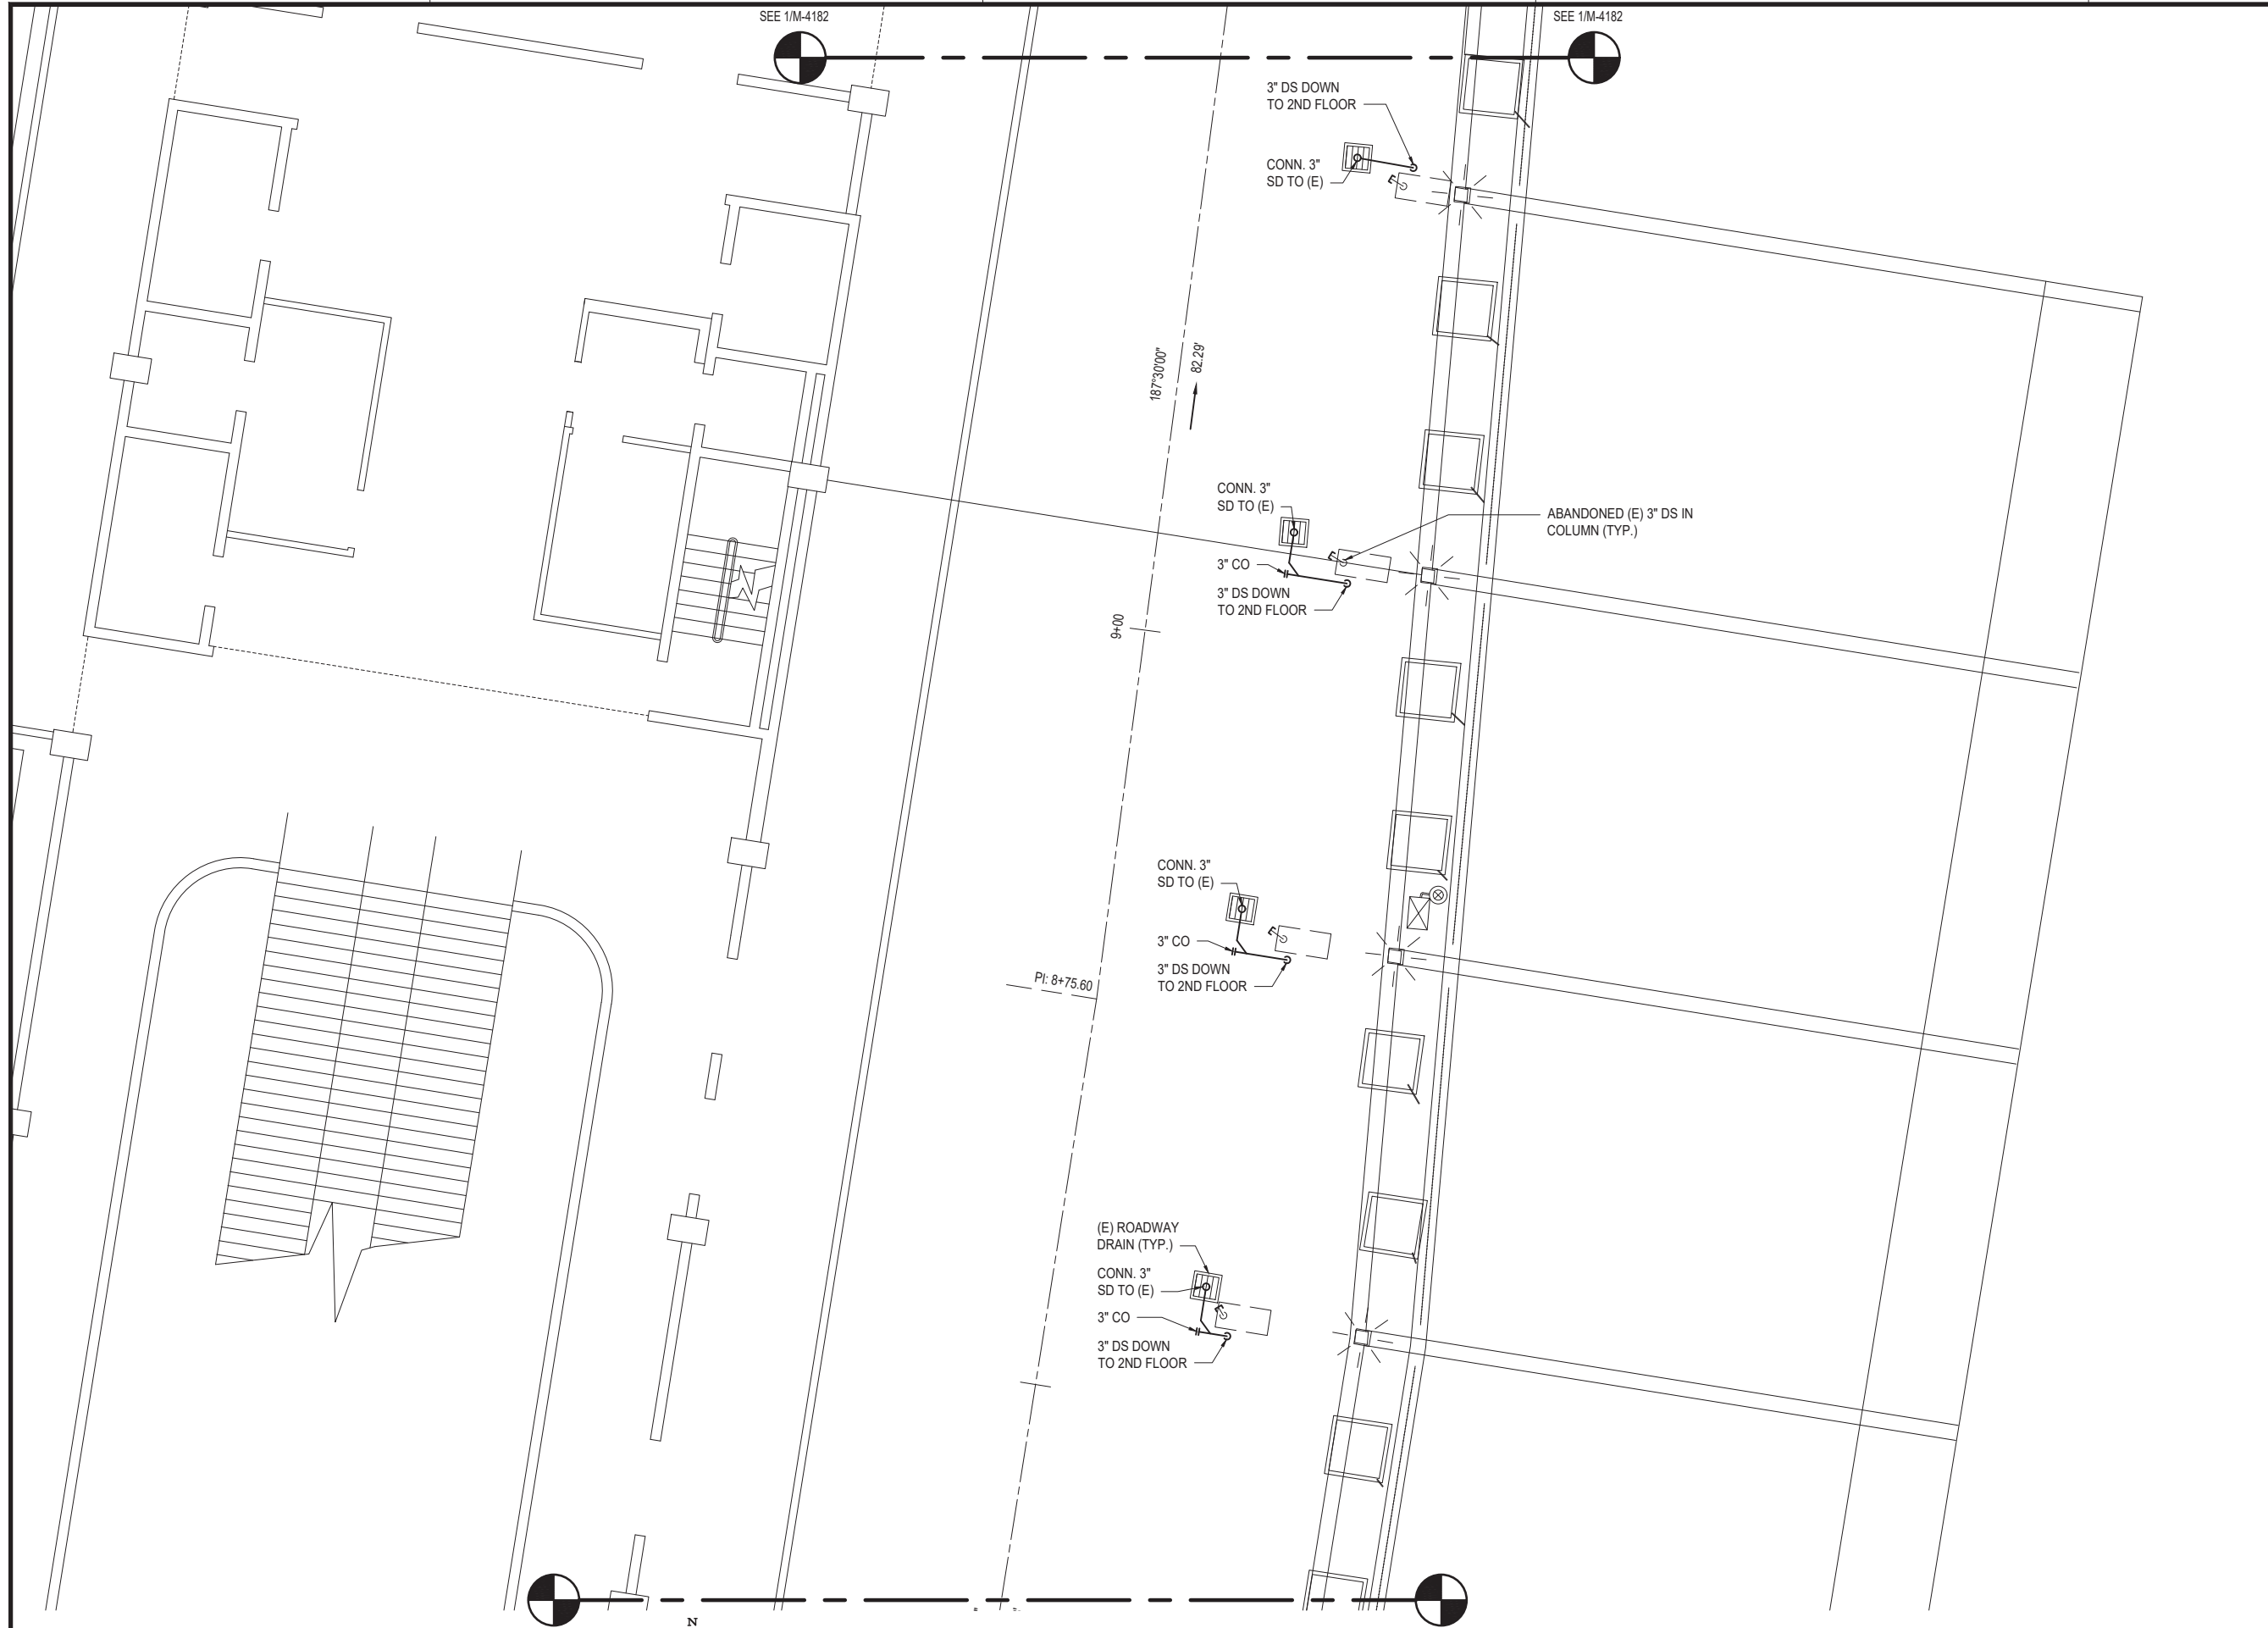 SEE 1/M-4182
SEE 1/M-4182
3" DS DOWN
TO 2ND FLOOR
CONN. 3"
SD TO (E)
E
187°30'00"
82.29'
CONN. 3"
SD TO (E)
ABANDONED (E) 3" DS IN
COLUMN (TYP.)
E
3" CO
3" DS DOWN
TO 2ND FLOOR
9+00
CONN. 3"
SD TO (E)
E
3" CO
3" DS DOWN
TO 2ND FLOOR
PI: 8+75.60
(E) ROADWAY
DRAIN (TYP.)
CONN. 3"
SD TO (E)
E
3" CO
3" DS DOWN
TO 2ND FLOOR
N